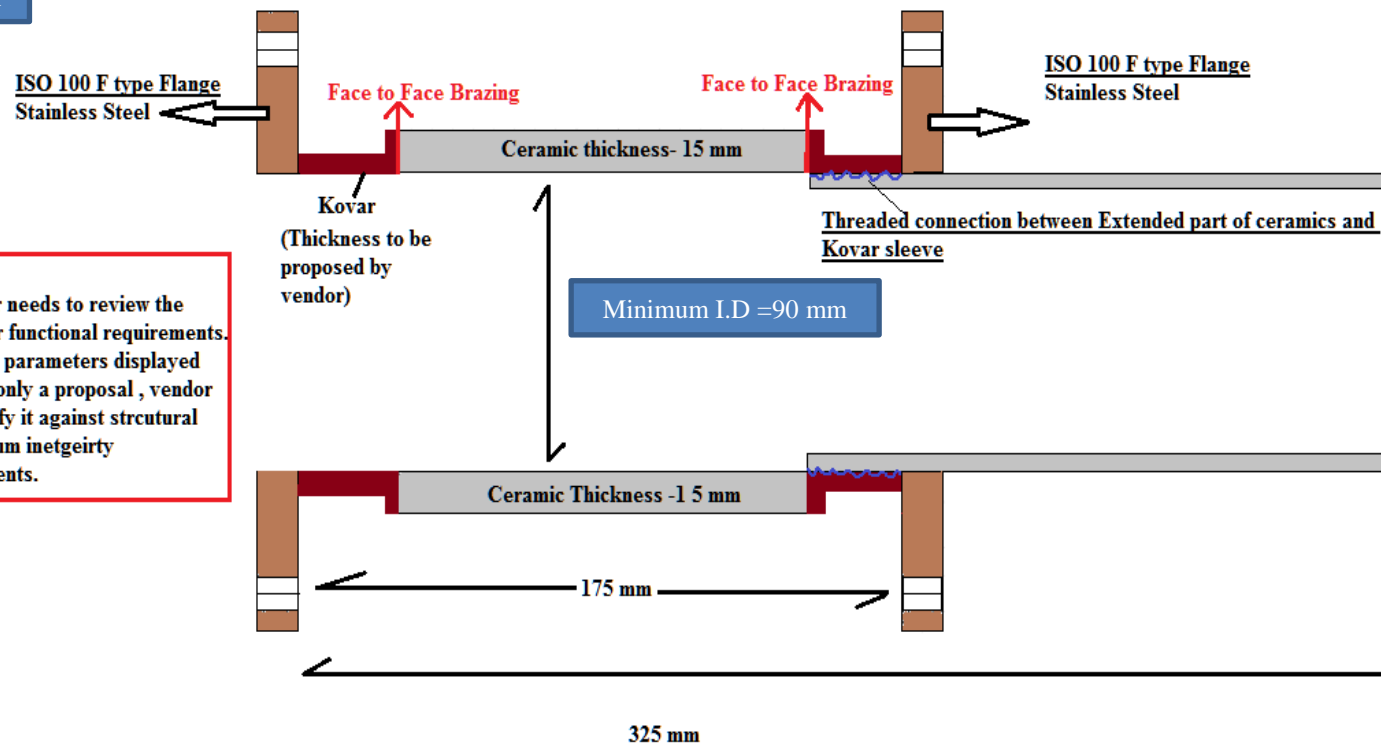 ISO 100 F type Flange
Stainless Steel
Face to Face Brazing
Face to Face Brazing
ISO 100 F type Flange
Stainless Steel
Ceramic thickness- 15 mm
Kovar
(Thickness to be
proposed by
vendor)
Threaded connection between Extended part of ceramics and
Kovar sleeve
needs to review the
functional requirements.
parameters displayed
only a proposal , vendor
it against strcutural
inetgeirty
Minimum I.D =90 mm
Ceramic Thickness -1 5 mm
175 mm
325 mm